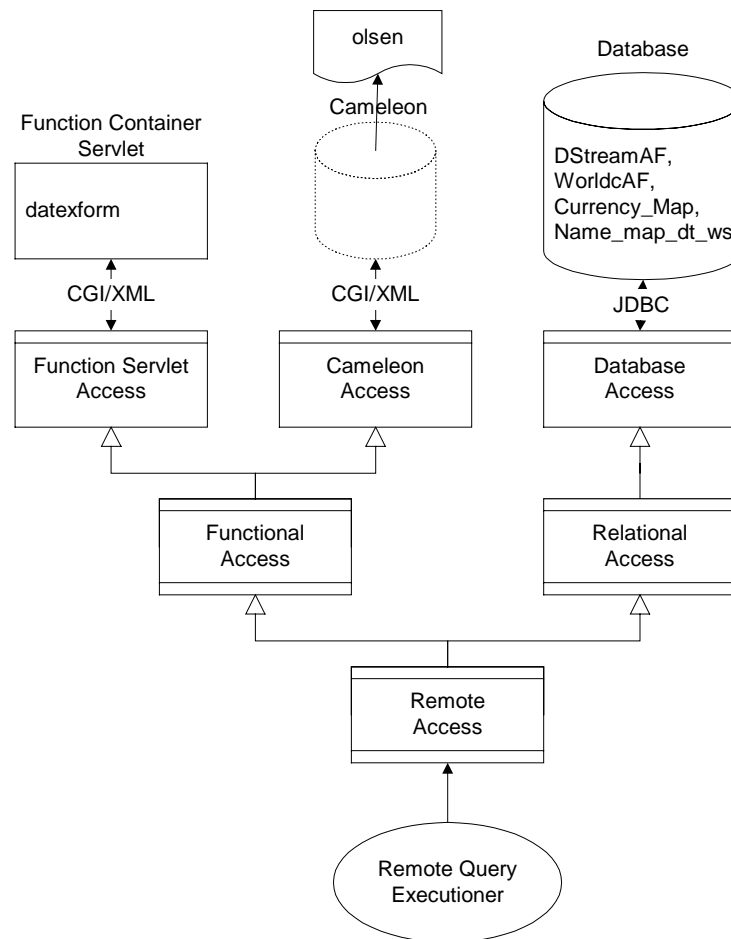 olsen
Database
Cameleon
Function Container
Servlet
datexform
DStreamAF,
WorldcAF,
Currency_Map,
Name_map_dt_ws
CGI/XML
CGI/XML
JDBC
Function Servlet
Access
Cameleon
Access
Database
Access
Functional
Access
Relational
Access
Remote
Access
Remote Query
Executioner